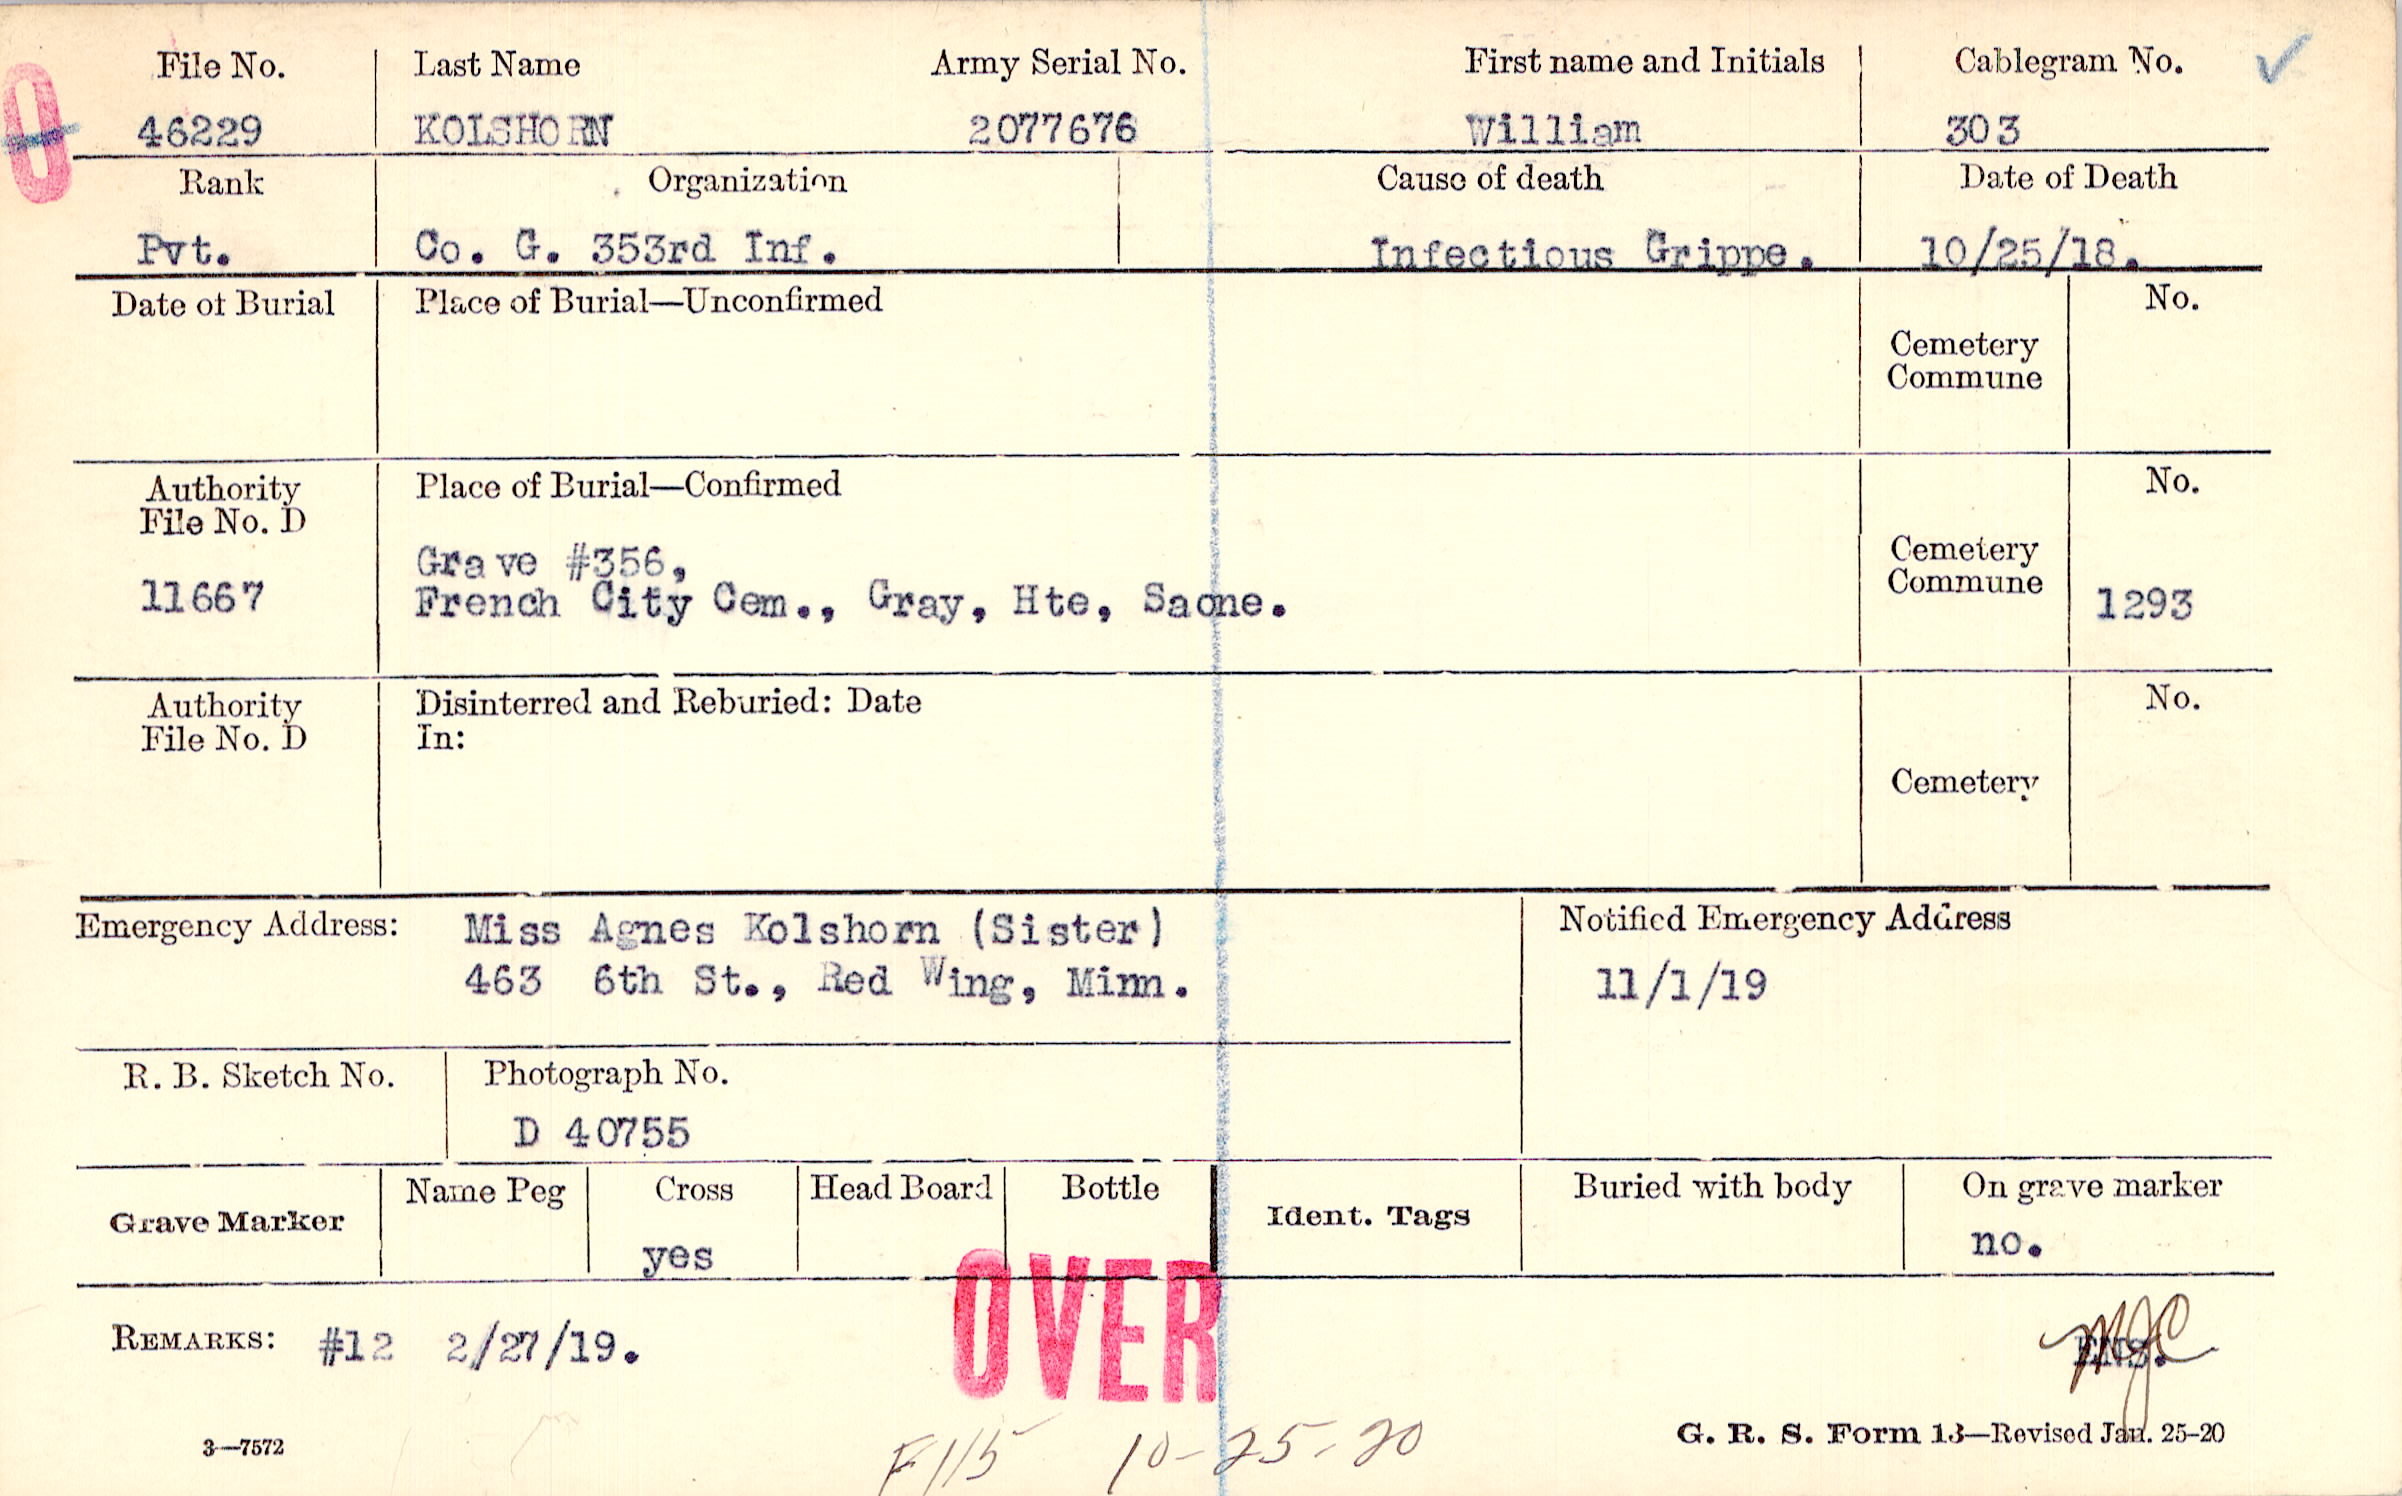 File No. Last Name Army Serial No. First name and Initials Cablegram No.
O 46229 KOLSHORN 2077676 William 303
Rank Organization Cause of death Date of Death
Pvt. Co. G. 353rd Inf. Infectious Grippe. 10/25/18.
Date of Burial Place of Burial—Unconfirmed No.
Cemetery
Commune
Authority Place of Burial—Confirmed No.
File No. D
Grave #356, Cemetery
11667 French City Cem., Gray, Hte, Saone. Commune 1293
Authority Disinterred and Reburied: Date No.
File No. D In:
Cemetery
Emergency Address: Miss Agnes Kolshorn (Sister) Notified Emergency Address
463 6th St., Red Wing, Minn. 11/1/19
R. B. Sketch No. Photograph No.
D 40755
Grave Marker Name Peg Cross Head Board Bottle Ident. Tags Buried with body On grave marker
yes no.
OVER
REMARKS: #12 2/27/19.
3—7572 G. R. S. Form 13—Revised Jan. 25-20
F115 10-25-20